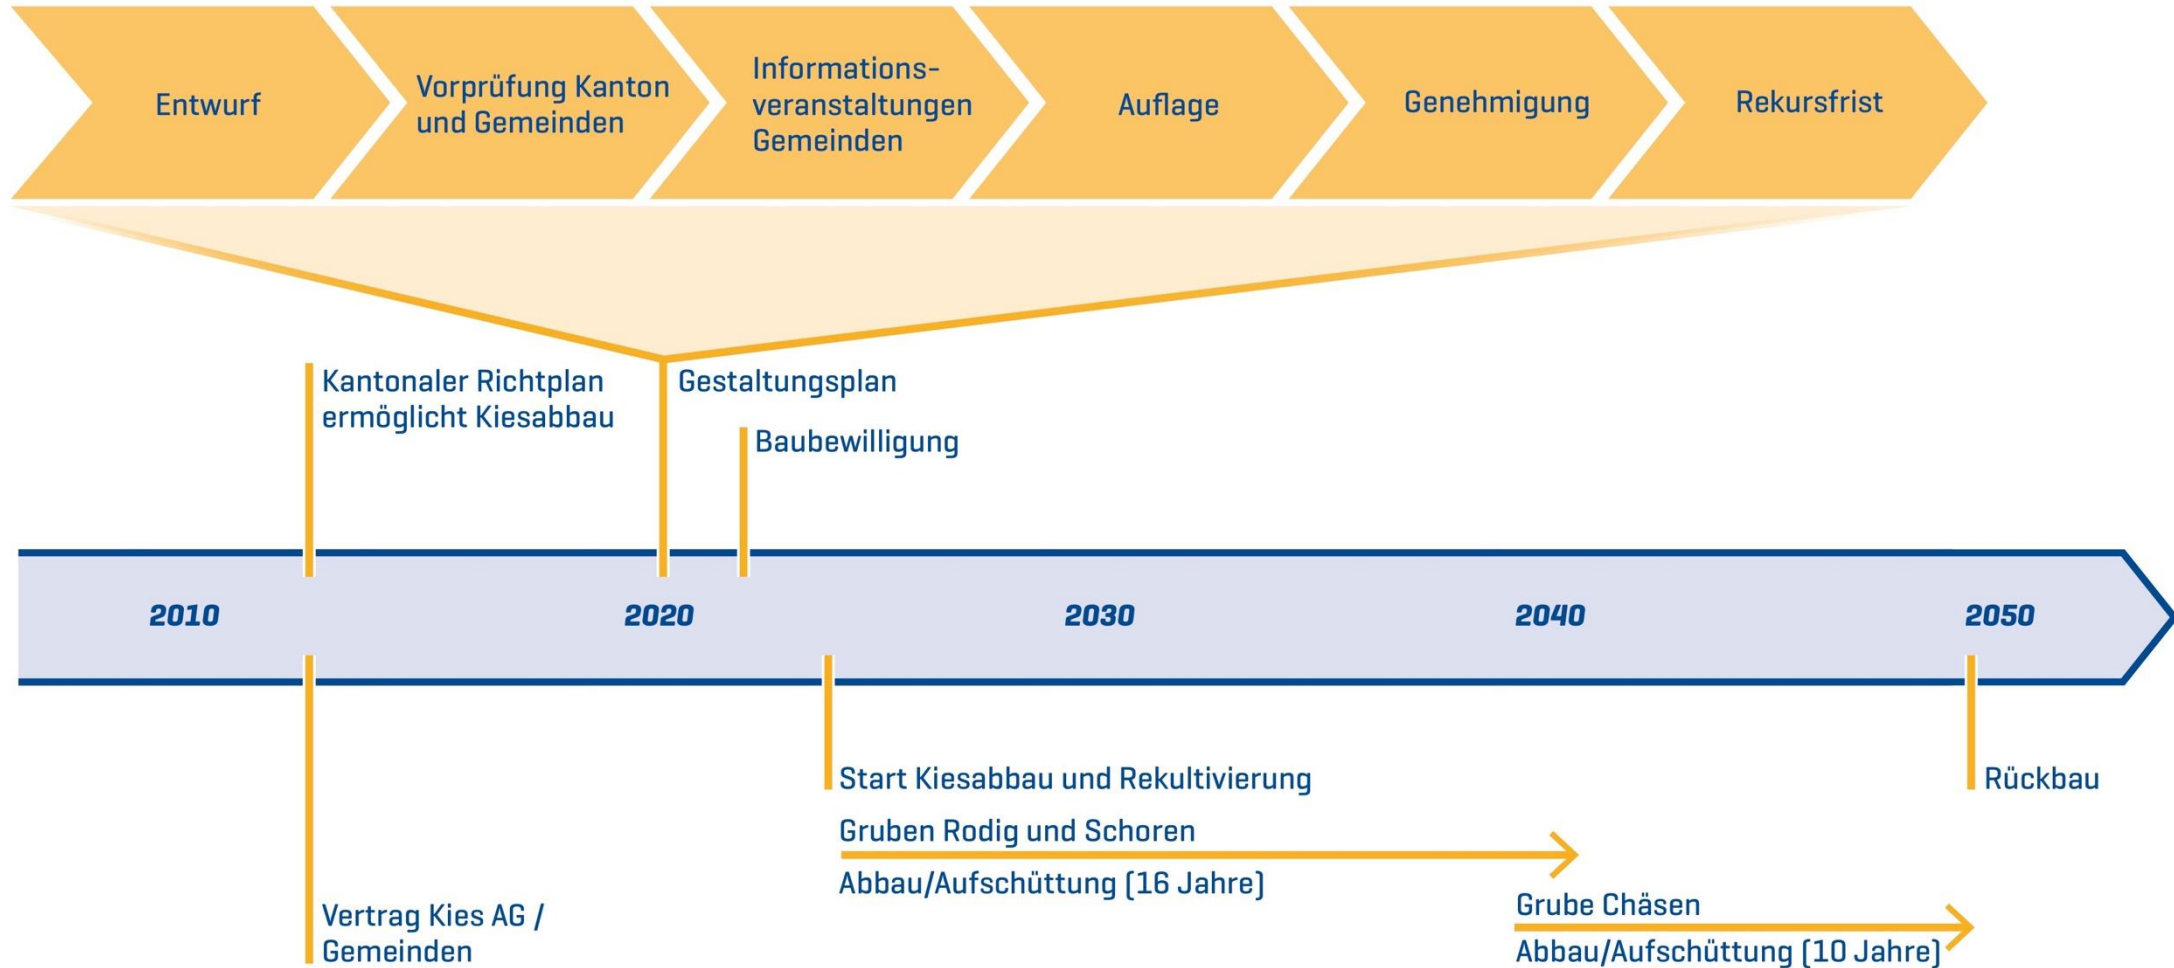 Entwurf
Vorprüfung Kanton
und Gemeinden
Informations-
veranstaltungen
Gemeinden
Auflage
Genehmigung
Rekursfrist
Kantonaler Richtplan
ermöglicht Kiesabbau
Gestaltungsplan
Baubewilligung
2010
2020
2030
2040
2050
Start Kiesabbau und Rekultivierung
Rückbau
Gruben Rodig und Schoren
Abbau/Aufschüttung (16 Jahre)
Vertrag Kies AG /
Gemeinden
Grube Chäsen
Abbau/Aufschüttung (10 Jahre)